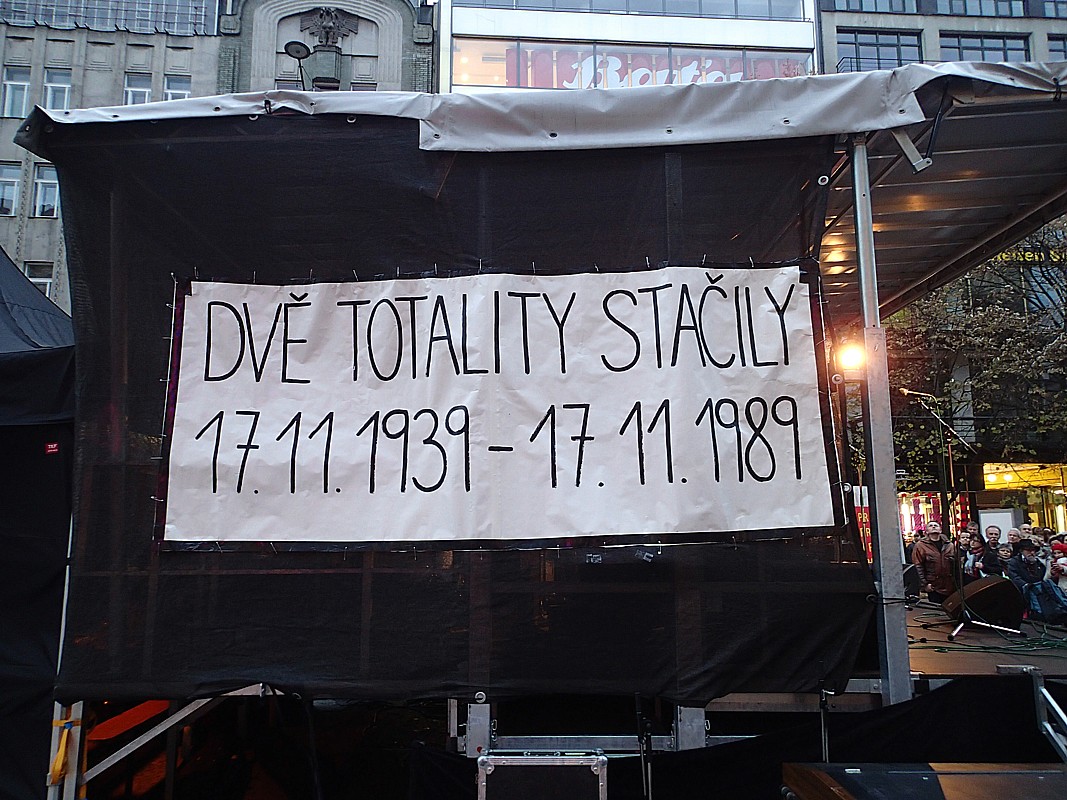 DVĚ TOTALITY STAČILY
17.11.1939 – 17.11.1989